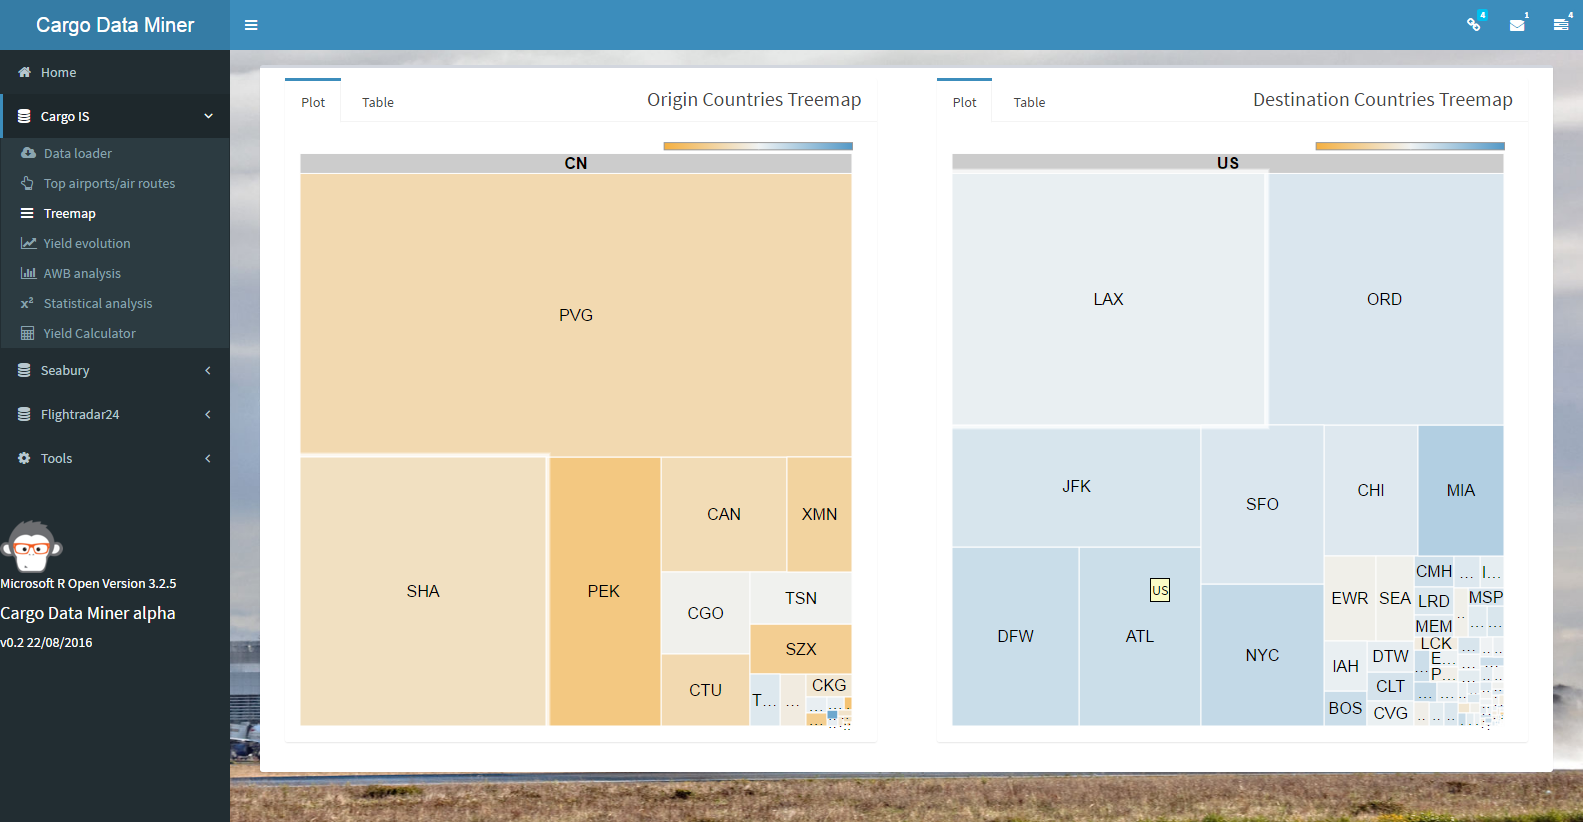 Cargo Data Miner
4
1
4
Home
Cargo IS
Data loader
Top airports/air routes
Treemap
Yield evolution
AWB analysis
x² Statistical analysis
Yield Calculator
Seabury
Flightradar24
Tools
Microsoft R Open Version 3.2.5
Cargo Data Miner alpha
v0.2 22/08/2016
Plot
Table
Origin Countries Treemap
CN
PVG
SHA
PEK
CAN
XMN
CGO
TSN
SZX
CTU
T...
...
CKG
Plot
Table
Destination Countries Treemap
US
LAX
ORD
JFK
SFO
CHI
MIA
DFW
ATL
US
NYC
EWR
SEA
CMH
...
I...
LRD
MSP
MEM
LCK
E...
P...
IAH
DTW
CLT
BOS
CVG